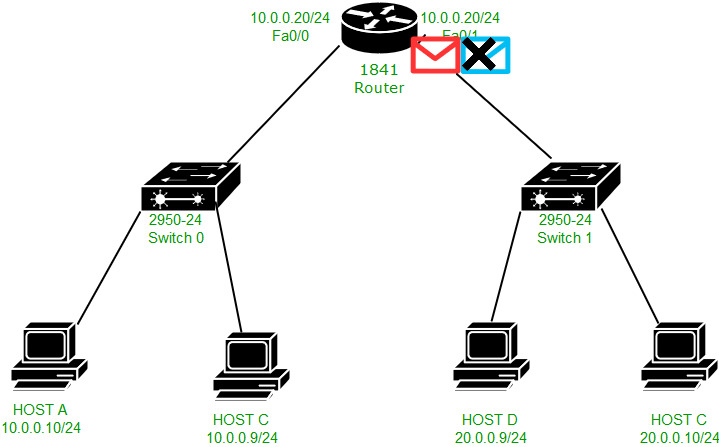 10.0.0.20/24
Fa0/0
10.0.0.20/24
Fa0/1
1841
Router
2950-24
Switch 0
2950-24
Switch 1
HOST A
10.0.0.10/24
HOST C
10.0.0.9/24
HOST D
20.0.0.9/24
HOST C
20.0.0.10/24